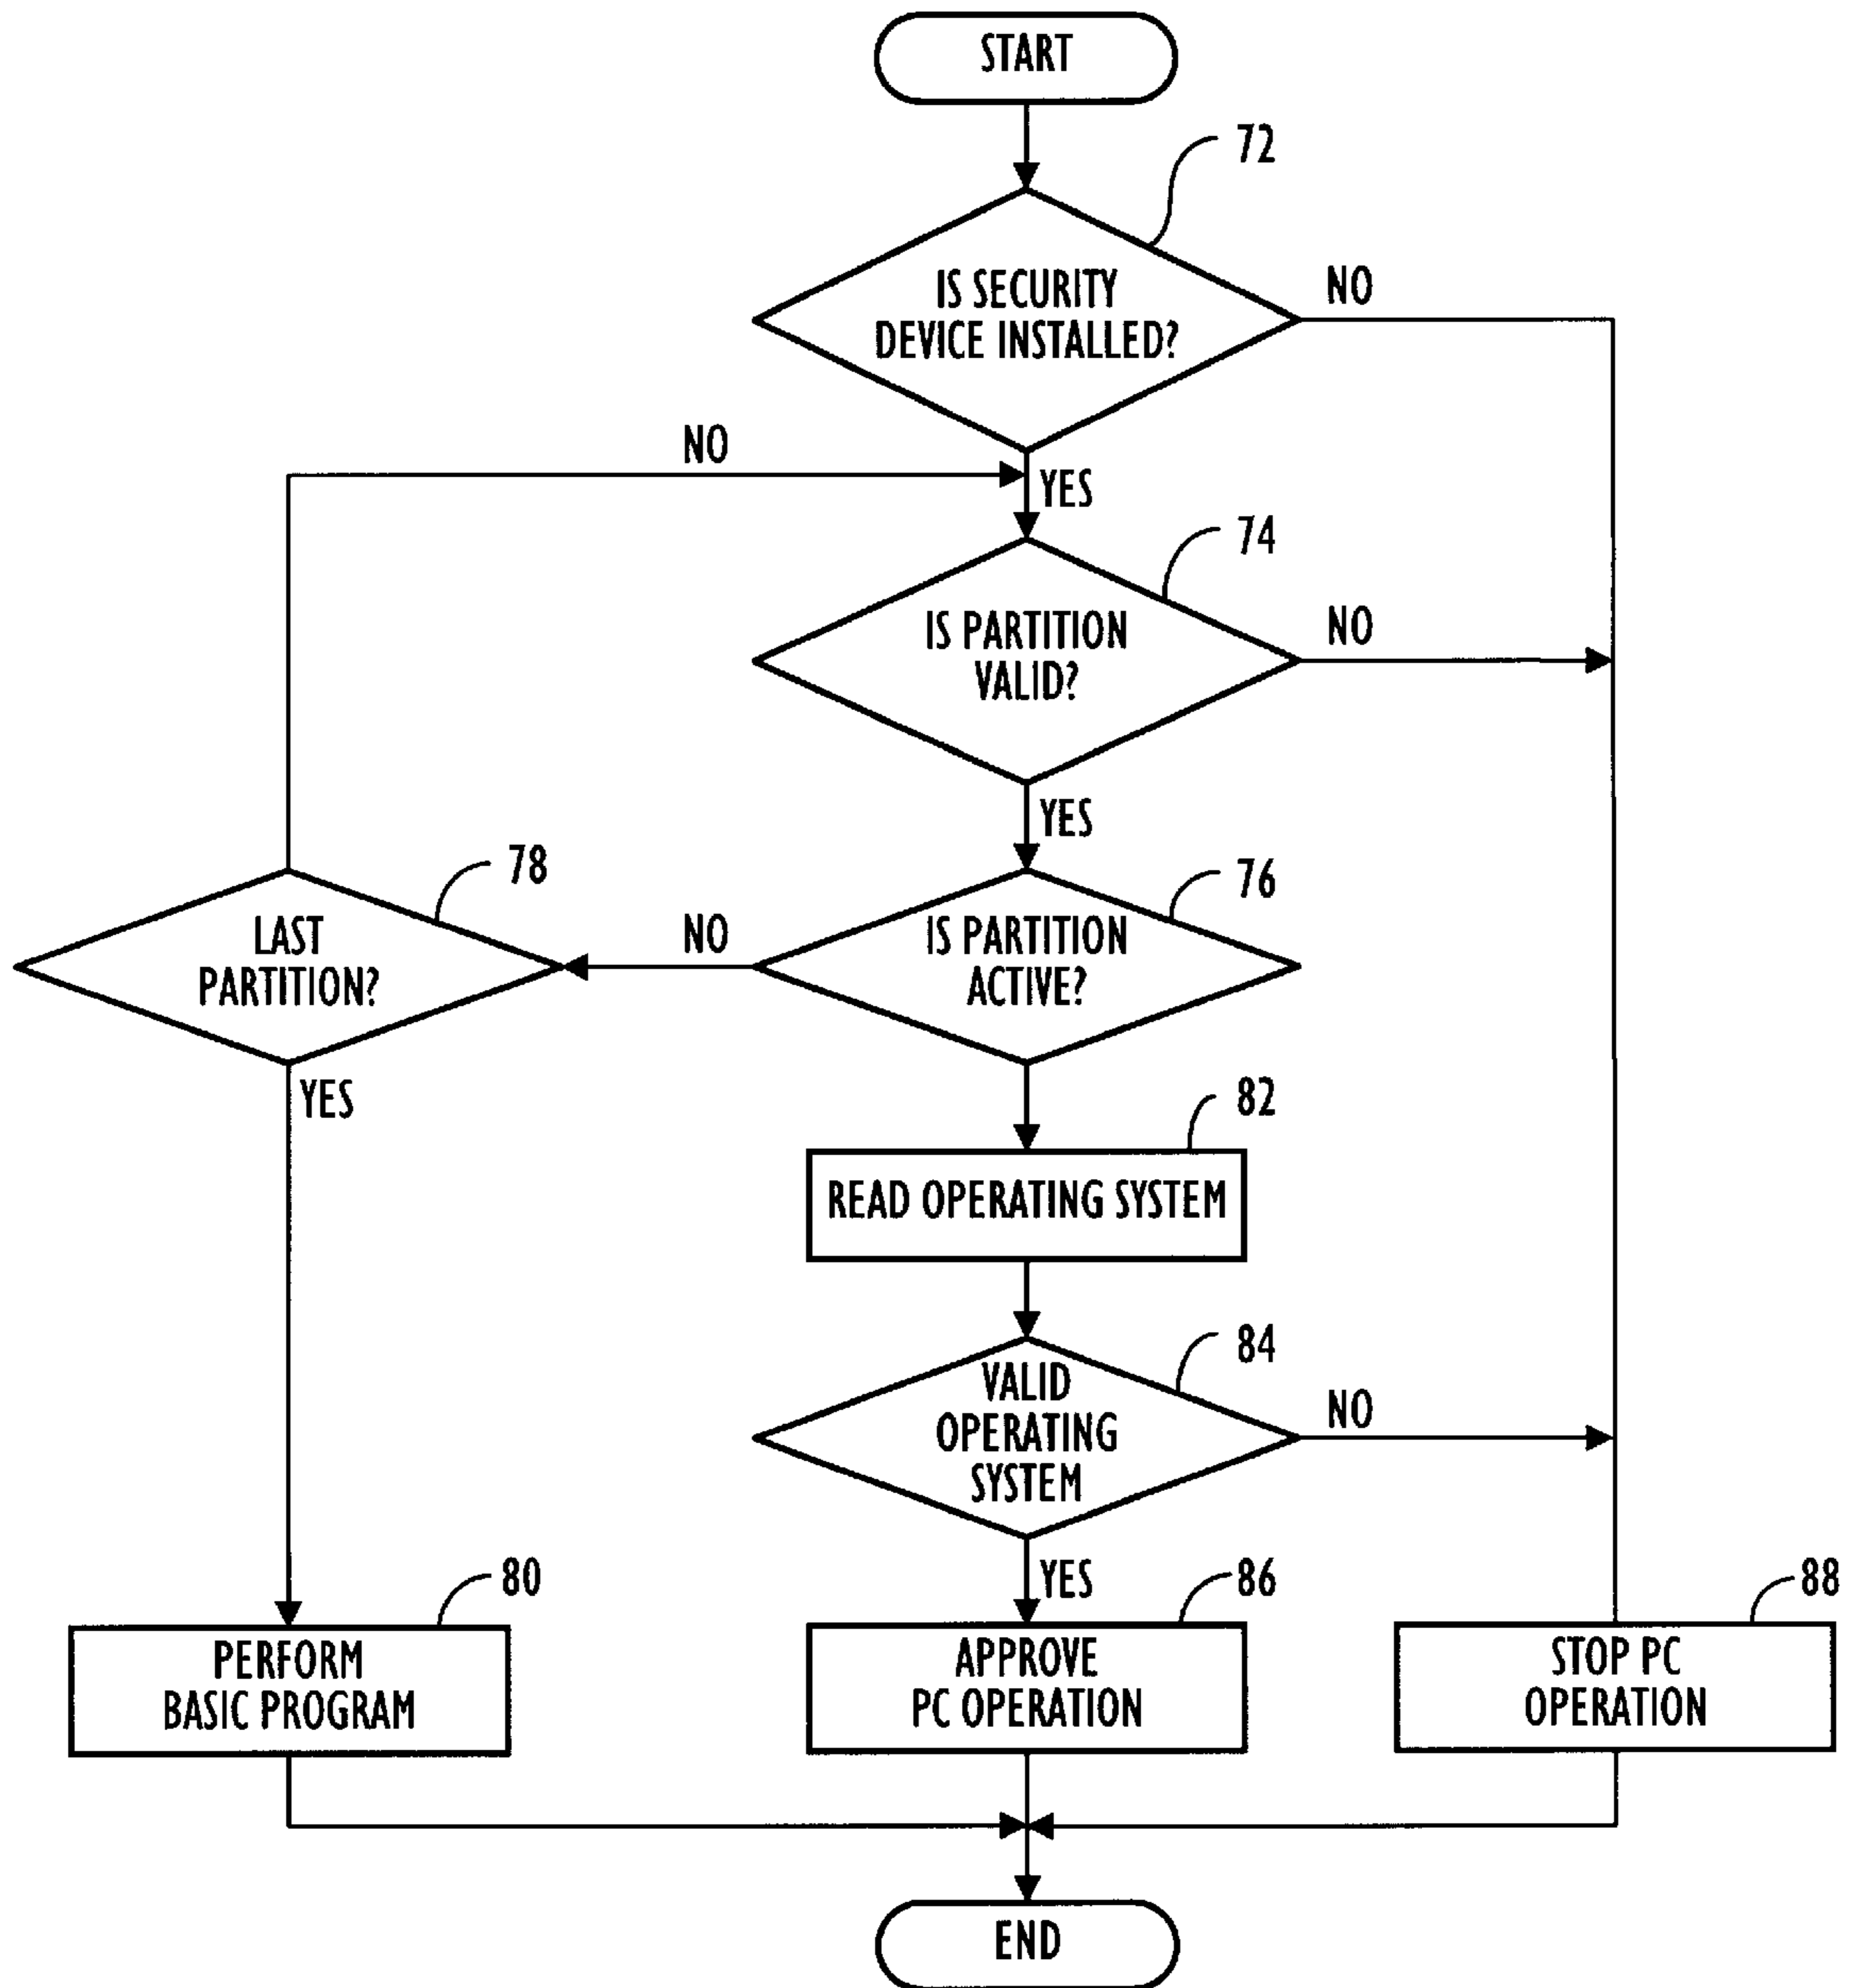 START
72
IS SECURITY
DEVICE INSTALLED?
NO
NO
YES
74
IS PARTITION
VALID?
NO
YES
78
76
LAST
PARTITION?
NO
IS PARTITION
ACTIVE?
YES
82
READ OPERATING SYSTEM
84
VALID
OPERATING
SYSTEM
NO
YES
80
86
88
PERFORM
BASIC PROGRAM
APPROVE
PC OPERATION
STOP PC
OPERATION
END